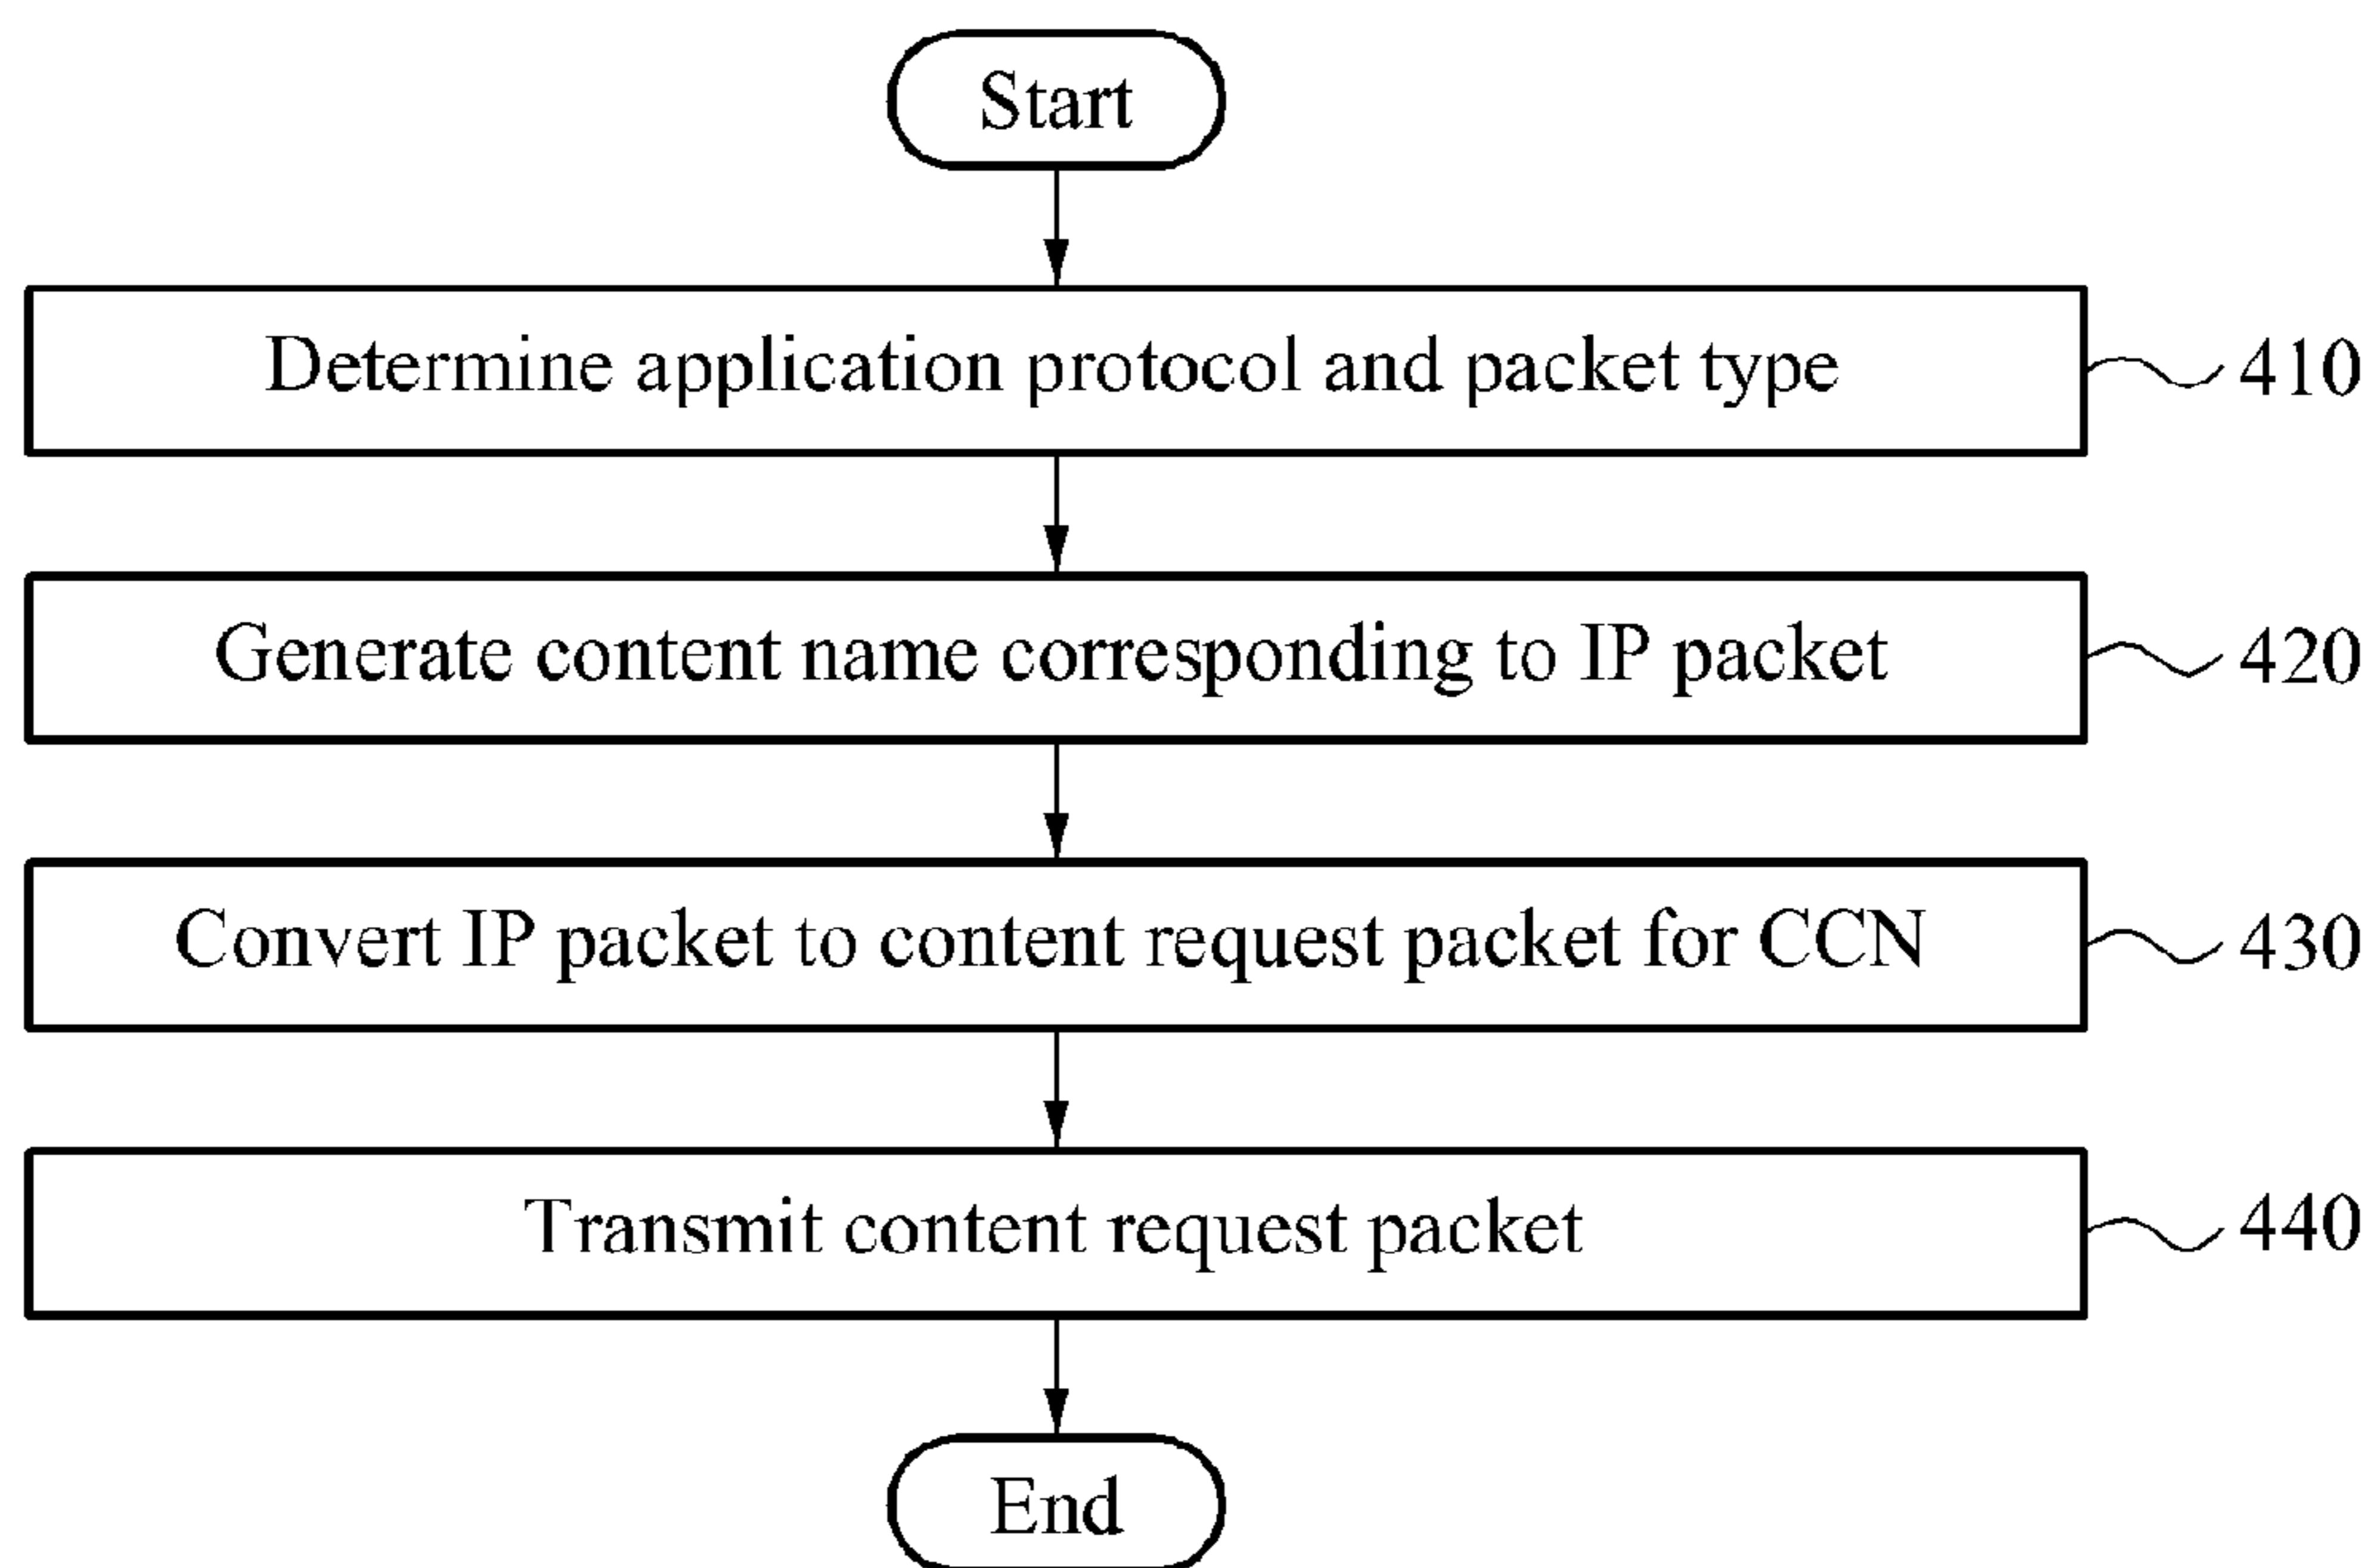 Start
Determine application protocol and packet type
410
Generate content name corresponding to IP packet
420
Convert IP packet to content request packet for CCN
430
Transmit content request packet
440
End